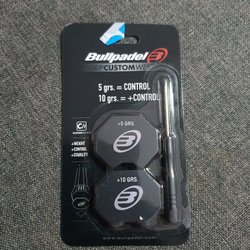 Bullpadel
CUSTOMWEIGHT
5 grs. = CONTROL
10 grs. = +CONTROL
+WEIGHT
+CONTROL
+STABILITY
+5 GRS.
+10 GRS.
www.bullpadel.com